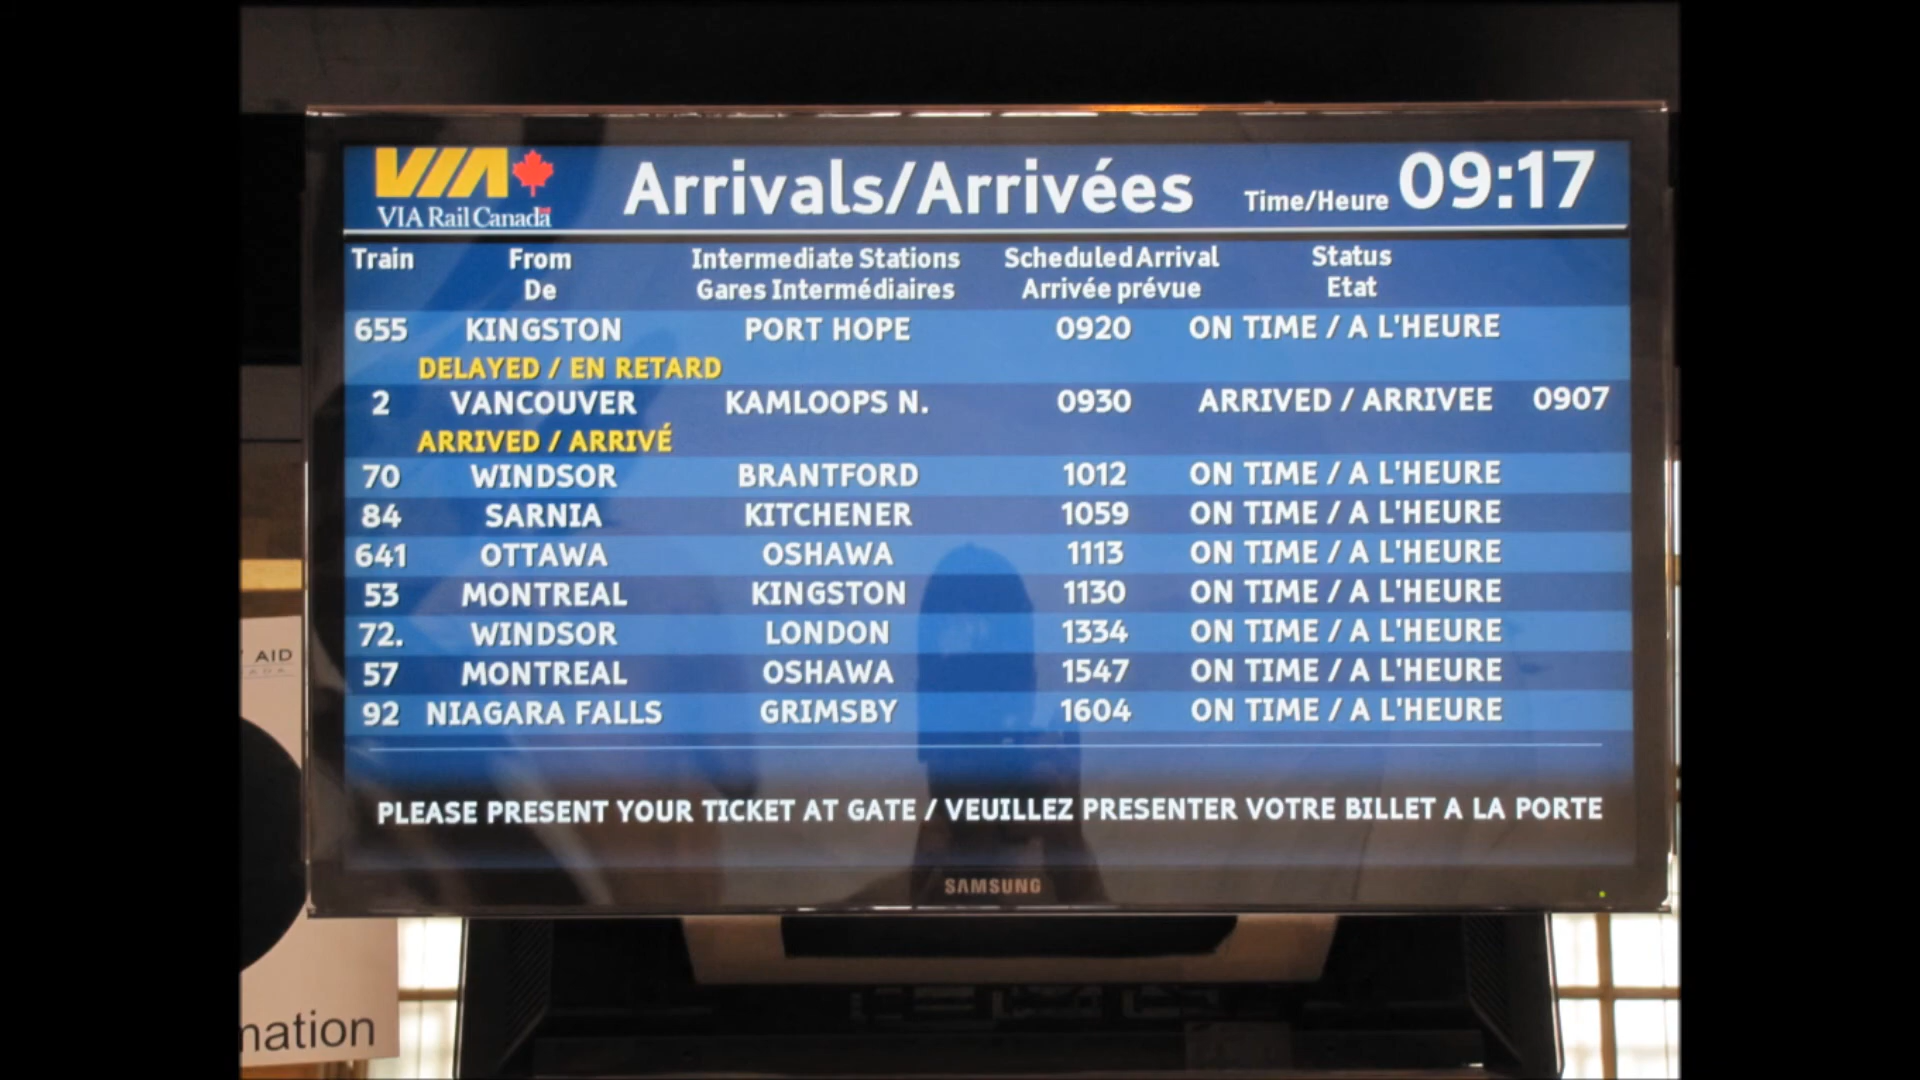 VIA
VIA Rail Canada
Arrivals/Arrivées Time/Heure 09:17
Train From Intermediate Stations Scheduled Arrival Status
De Gares Intermédiaires Arrivée prévue Etat
655 KINGSTON PORT HOPE 0920 ON TIME / A L'HEURE
DELAYED / EN RETARD
2 VANCOUVER KAMLOOPS N. 0930 ARRIVED / ARRIVEE 0907
ARRIVED / ARRIVÉ
70 WINDSOR BRANTFORD 1012 ON TIME / A L'HEURE
84 SARNIA KITCHENER 1059 ON TIME / A L'HEURE
641 OTTAWA OSHAWA 1113 ON TIME / A L'HEURE
53 MONTREAL KINGSTON 1130 ON TIME / A L'HEURE
72. WINDSOR LONDON 1334 ON TIME / A L'HEURE
57 MONTREAL OSHAWA 1547 ON TIME / A L'HEURE
92 NIAGARA FALLS GRIMSBY 1604 ON TIME / A L'HEURE
PLEASE PRESENT YOUR TICKET AT GATE / VEUILLEZ PRESENTER VOTRE BILLET A LA PORTE
SAMSUNG
AID
mation